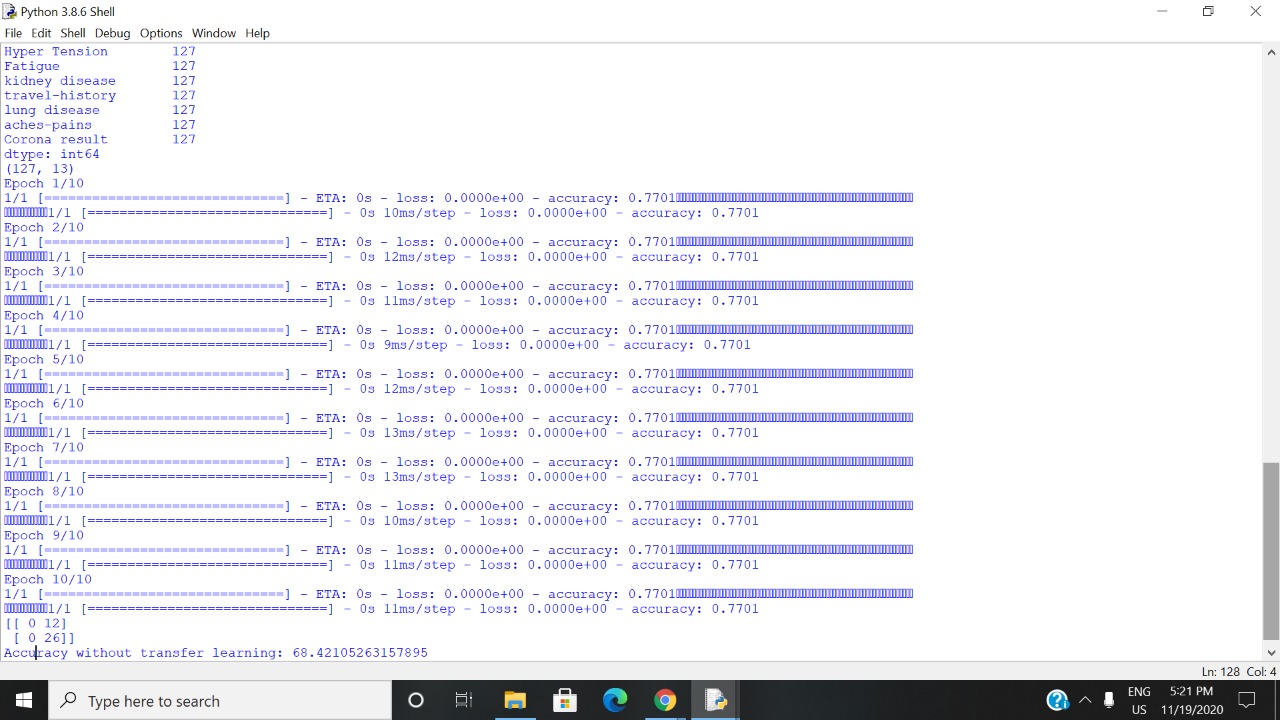 Python 3.8.6 Shell
File Edit Shell Debug Options Window Help
Hyper Tension 127
Fatigue 127
kidney disease 127
travel-history 127
lung disease 127
aches-pains 127
Corona result 127
dtype: int64
(127, 13)
Epoch 1/10
1/1 [==============================] - ETA: 0s - loss: 0.0000e+00 - accuracy: 0.7701
1/1 [==============================] - 0s 10ms/step - loss: 0.0000e+00 - accuracy: 0.7701
Epoch 2/10
1/1 [==============================] - ETA: 0s - loss: 0.0000e+00 - accuracy: 0.7701
1/1 [==============================] - 0s 12ms/step - loss: 0.0000e+00 - accuracy: 0.7701
Epoch 3/10
1/1 [==============================] - ETA: 0s - loss: 0.0000e+00 - accuracy: 0.7701
1/1 [==============================] - 0s 11ms/step - loss: 0.0000e+00 - accuracy: 0.7701
Epoch 4/10
1/1 [==============================] - ETA: 0s - loss: 0.0000e+00 - accuracy: 0.7701
1/1 [==============================] - 0s 9ms/step - loss: 0.0000e+00 - accuracy: 0.7701
Epoch 5/10
1/1 [==============================] - ETA: 0s - loss: 0.0000e+00 - accuracy: 0.7701
1/1 [==============================] - 0s 12ms/step - loss: 0.0000e+00 - accuracy: 0.7701
Epoch 6/10
1/1 [==============================] - ETA: 0s - loss: 0.0000e+00 - accuracy: 0.7701
1/1 [==============================] - 0s 13ms/step - loss: 0.0000e+00 - accuracy: 0.7701
Epoch 7/10
1/1 [==============================] - ETA: 0s - loss: 0.0000e+00 - accuracy: 0.7701
1/1 [==============================] - 0s 13ms/step - loss: 0.0000e+00 - accuracy: 0.7701
Epoch 8/10
1/1 [==============================] - ETA: 0s - loss: 0.0000e+00 - accuracy: 0.7701
1/1 [==============================] - 0s 10ms/step - loss: 0.0000e+00 - accuracy: 0.7701
Epoch 9/10
1/1 [==============================] - ETA: 0s - loss: 0.0000e+00 - accuracy: 0.7701
1/1 [==============================] - 0s 11ms/step - loss: 0.0000e+00 - accuracy: 0.7701
Epoch 10/10
1/1 [==============================] - ETA: 0s - loss: 0.0000e+00 - accuracy: 0.7701
1/1 [==============================] - 0s 11ms/step - loss: 0.0000e+00 - accuracy: 0.7701
[[ 0 12]
[ 0 26]]
Accuracy without transfer learning: 68.42105263157895
Ln: 128 Col: 4
Type here to search
ENG 5:21 PM
US 11/19/2020